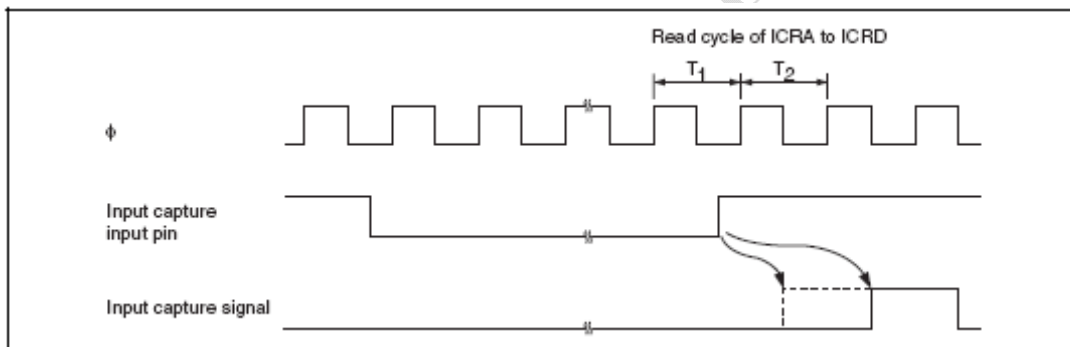 Read cycle of ICRA to ICRD
T1 T2
ϕ
Input capture
input pin
Input capture signal